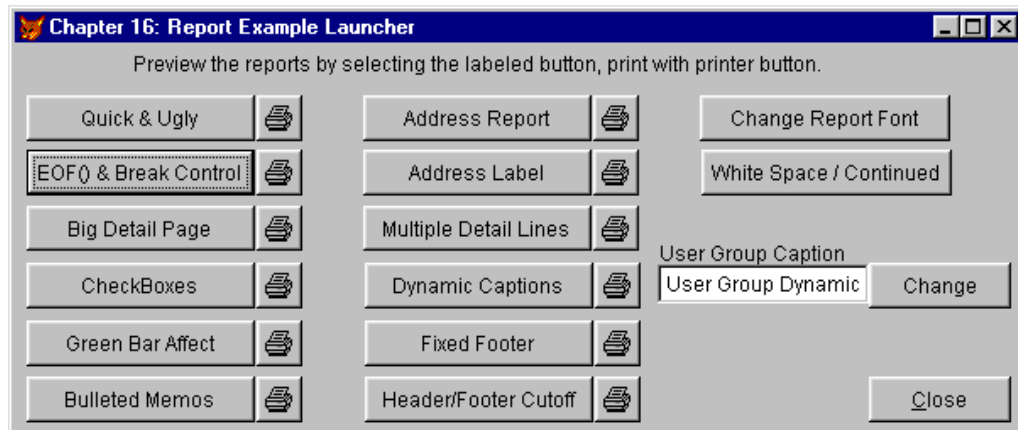 Chapter 16: Report Example Launcher
Preview the reports by selecting the labeled button, print with printer button.
Quick & Ugly
Address Report
Change Report Font
EOF() & Break Control
Address Label
White Space / Continued
Big Detail Page
Multiple Detail Lines
User Group Caption
CheckBoxes
Dynamic Captions
User Group Dynamic
Change
Green Bar Affect
Fixed Footer
Bulleted Memos
Header/Footer Cutoff
Close